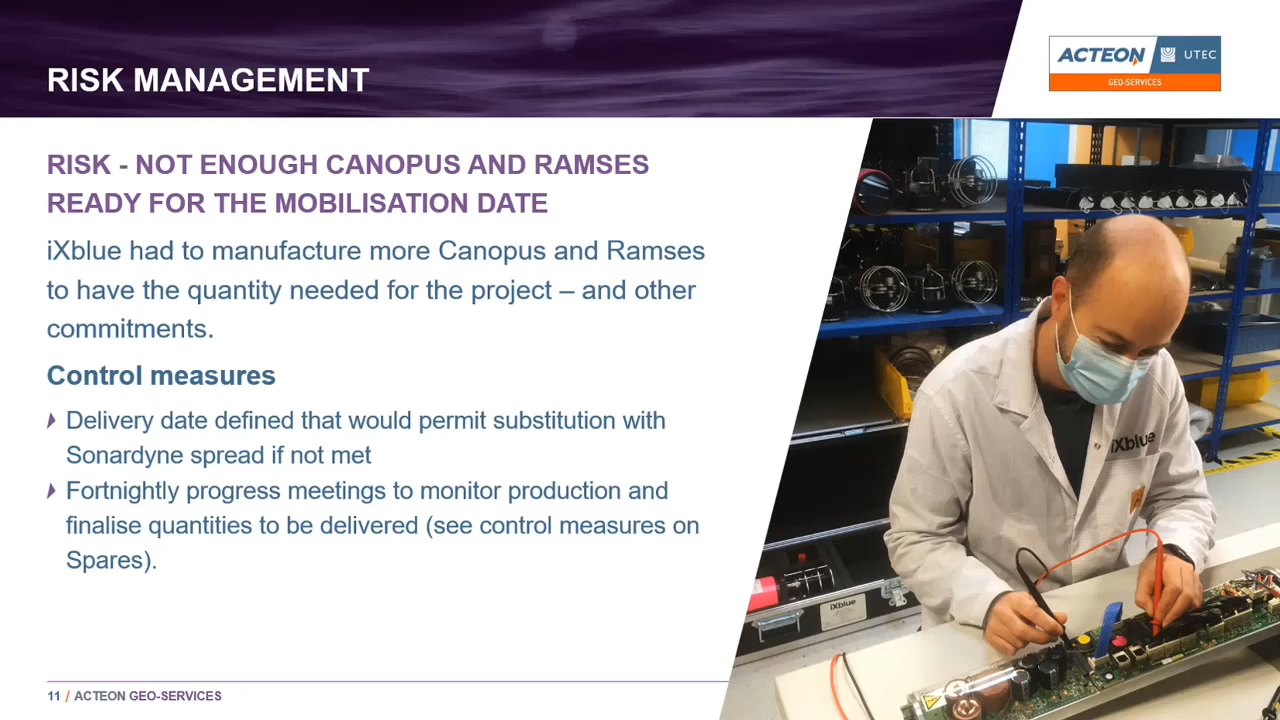 RISK MANAGEMENT
ACTEON
UTEC
GEO-SERVICES
RISK - NOT ENOUGH CANOPUS AND RAMSES
READY FOR THE MOBILISATION DATE
iXblue had to manufacture more Canopus and Ramses
to have the quantity needed for the project – and other
commitments.
Control measures
Delivery date defined that would permit substitution with
Sonardyne spread if not met
Fortnightly progress meetings to monitor production and
finalise quantities to be delivered (see control measures on
Spares).
iXblue
iXblue
11 / ACTEON GEO-SERVICES